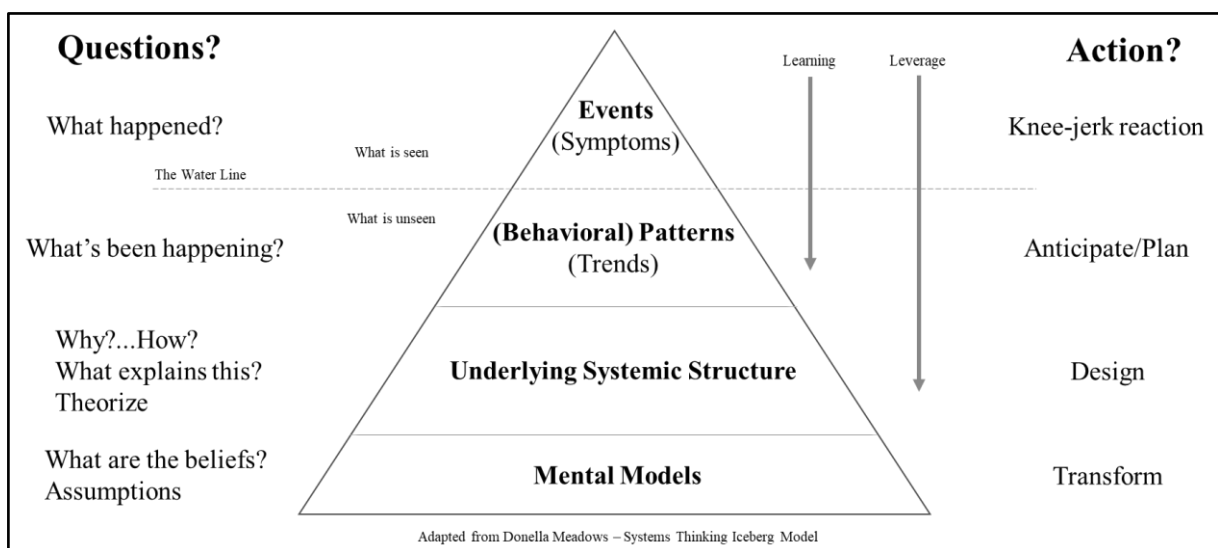 Questions?
Learning
Leverage
Action?
What happened?
Events
(Symptoms)
Knee-jerk reaction
What is seen
The Water Line
What is unseen
What’s been happening?
(Behavioral) Patterns
(Trends)
Anticipate/Plan
Why?...How?
What explains this?
Theorize
Underlying Systemic Structure
Design
What are the beliefs?
Assumptions
Mental Models
Transform
Adapted from Donella Meadows – Systems Thinking Iceberg Model